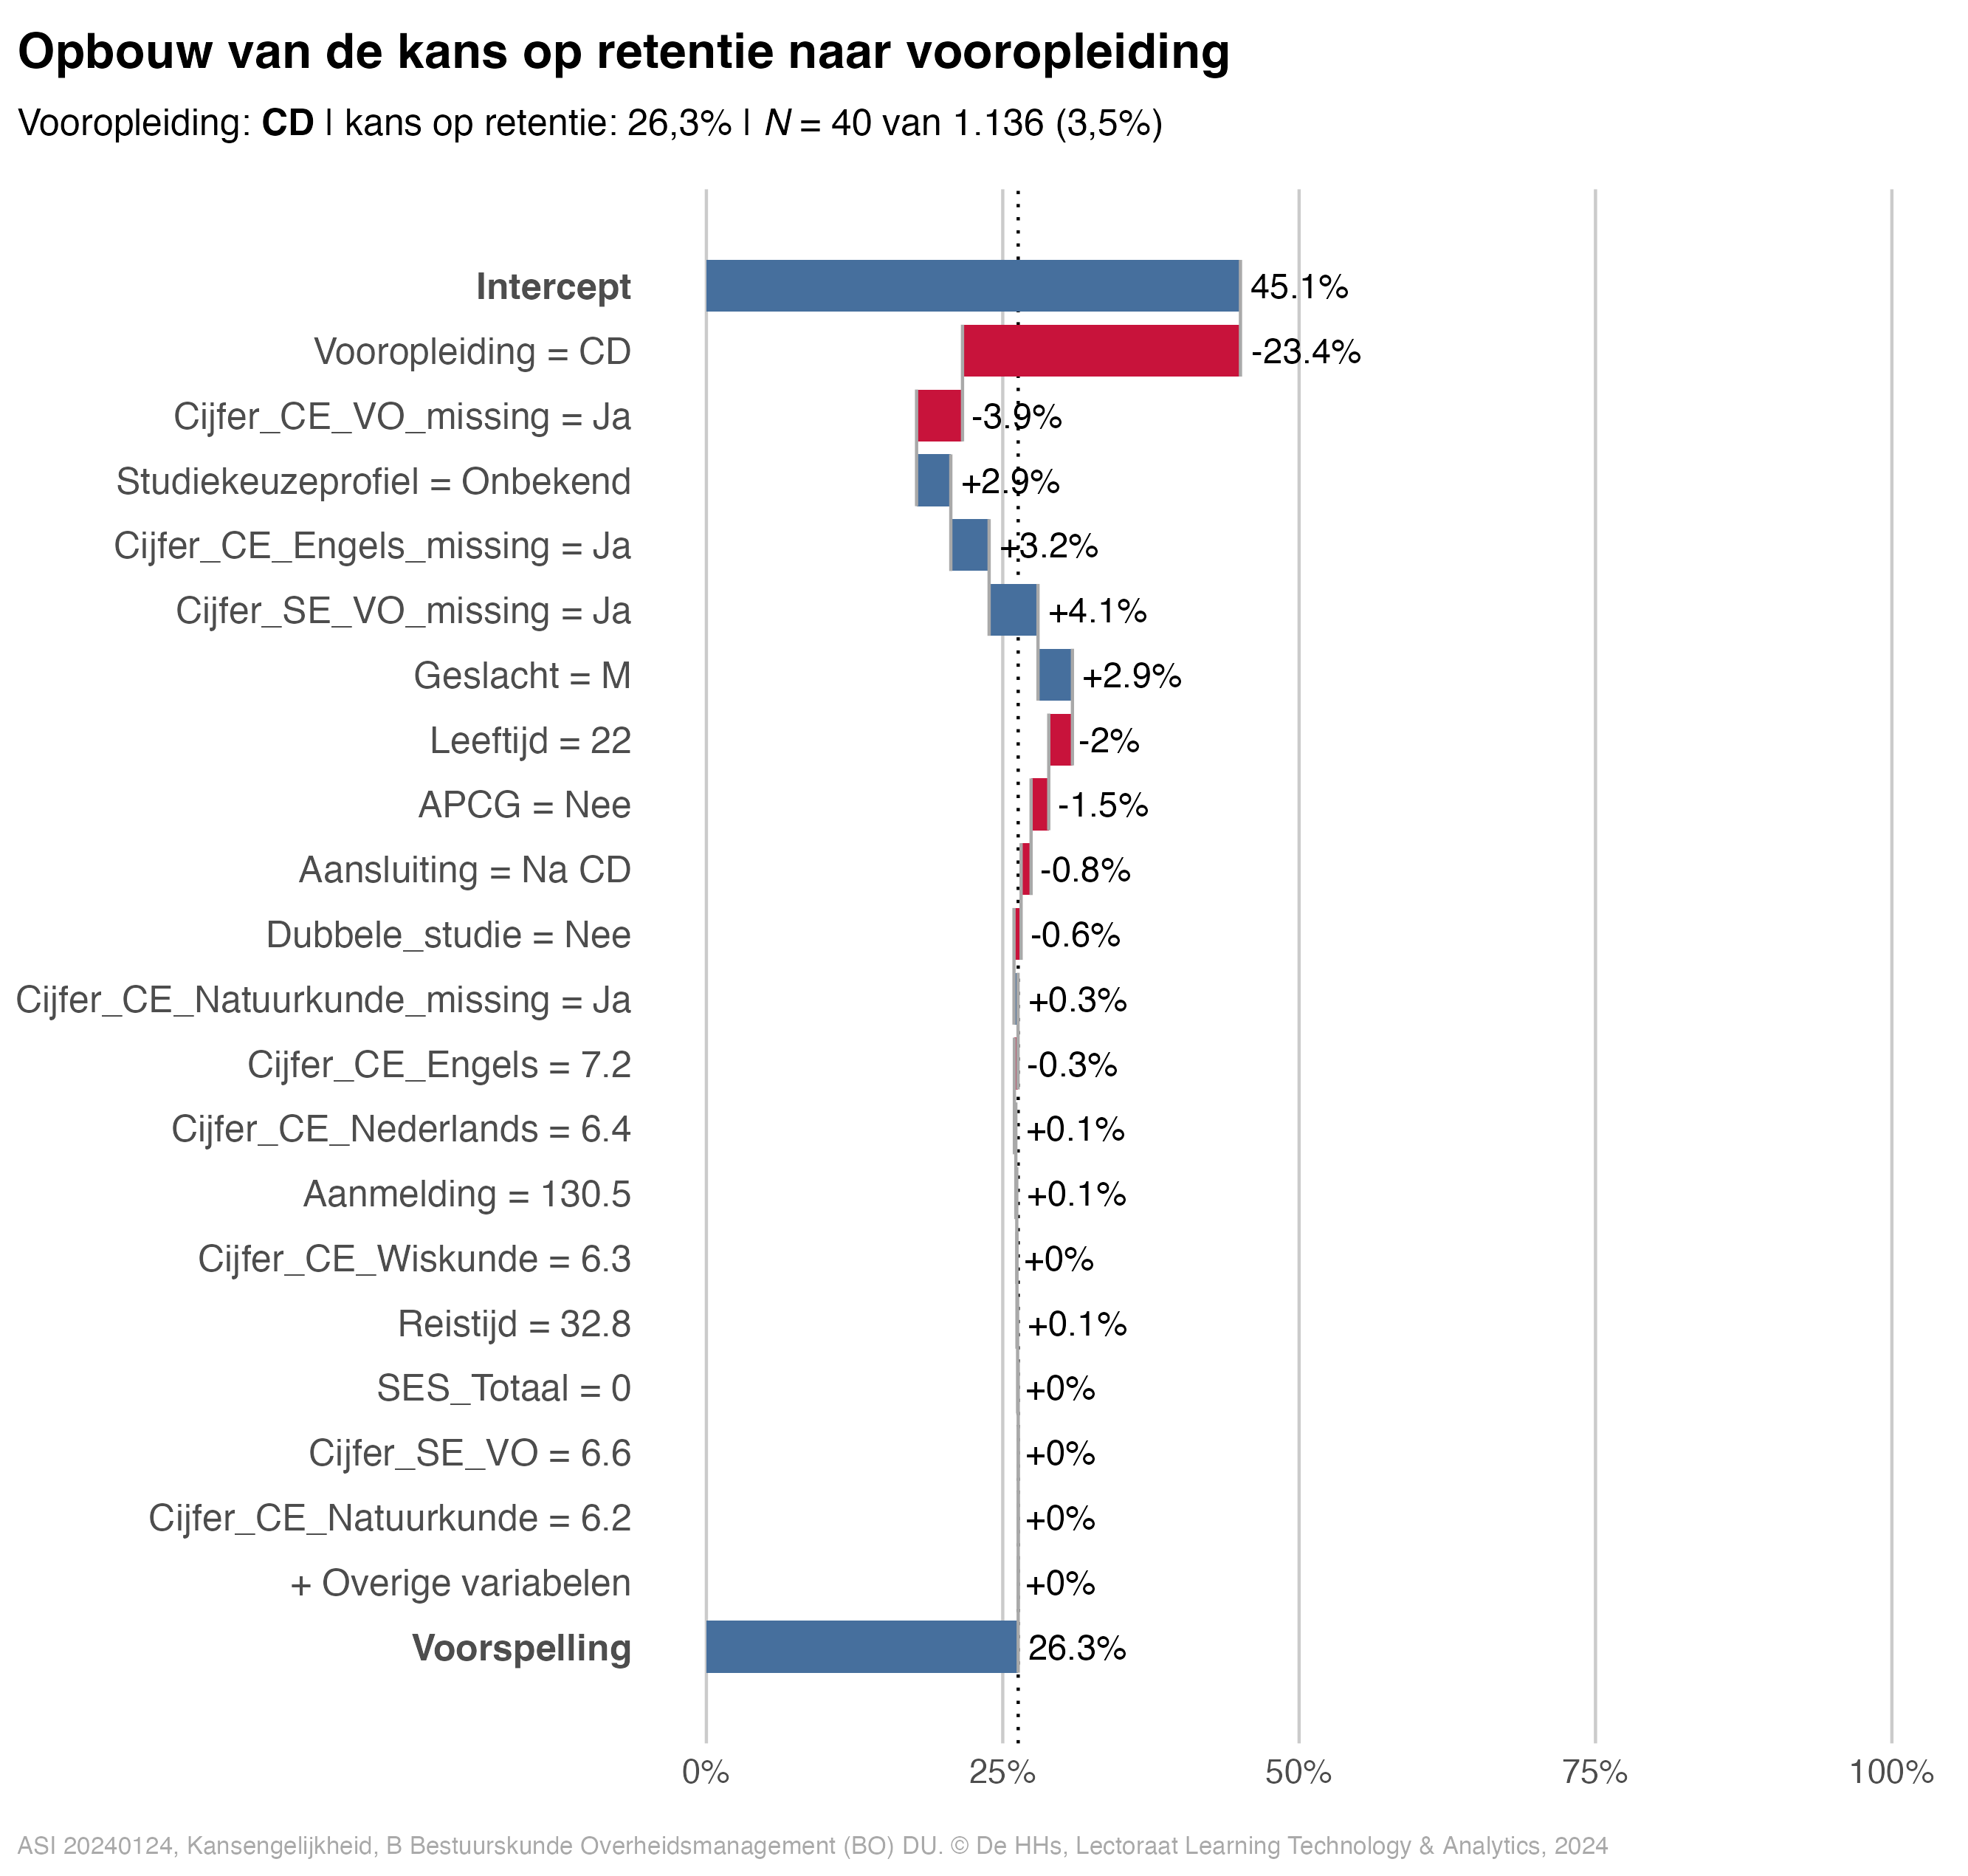 Opbouw van de kans op retentie naar vooropleiding
Vooropleiding: CD | kans op retentie: 26,3% | N = 40 van 1.136 (3,5%)
Intercept 45.1%
Vooropleiding = CD -23.4%
Cijfer_CE_VO_missing = Ja -3.9%
Studiekeuzeprofiel = Onbekend +2.9%
Cijfer_CE_Engels_missing = Ja +3.2%
Cijfer_SE_VO_missing = Ja +4.1%
Geslacht = M +2.9%
Leeftijd = 22 -2%
APCG = Nee -1.5%
Aansluiting = Na CD -0.8%
Dubbele_studie = Nee -0.6%
Cijfer_CE_Natuurkunde_missing = Ja +0.3%
Cijfer_CE_Engels = 7.2 -0.3%
Cijfer_CE_Nederlands = 6.4 +0.1%
Aanmelding = 130.5 +0.1%
Cijfer_CE_Wiskunde = 6.3 +0%
Reistijd = 32.8 +0.1%
SES_Totaal = 0 +0%
Cijfer_SE_VO = 6.6 +0%
Cijfer_CE_Natuurkunde = 6.2 +0%
+ Overige variabelen +0%
Voorspelling 26.3%
0% 25% 50% 75% 100%
ASI 20240124, Kansengelijkheid, B Bestuurskunde Overheidsmanagement (BO) DU. © De HHs, Lectoraat Learning Technology & Analytics, 2024